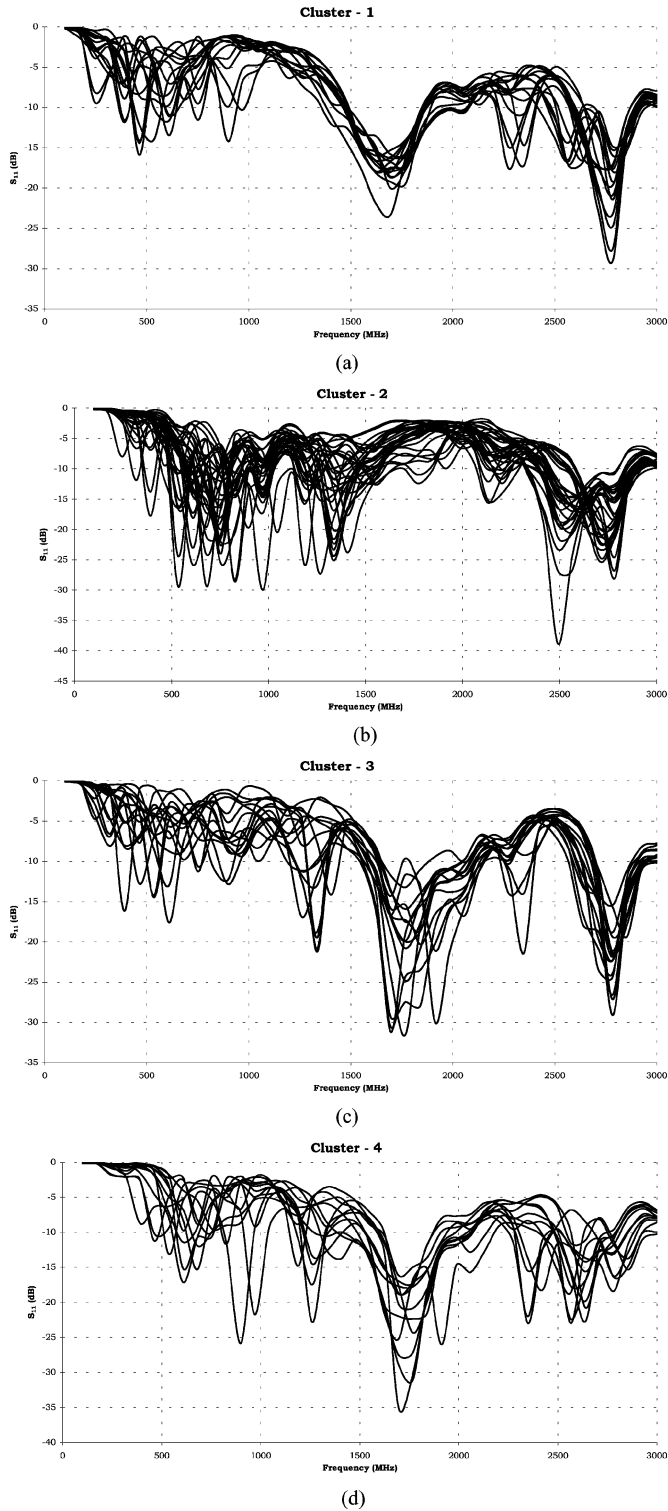 Cluster - 1
0
-5
-10
-15
-20
-25
-30
-35
S11 (dB)
0 500 1000 1500 2000 2500 3000
Frequency (MHz)
(a)
Cluster - 2
0
-5
-10
-15
-20
-25
-30
-35
-40
-45
S11 (dB)
0 500 1000 1500 2000 2500 3000
Frequency (MHz)
(b)
Cluster - 3
0
-5
-10
-15
-20
-25
-30
-35
S11 (dB)
0 500 1000 1500 2000 2500 3000
Frequency (MHz)
(c)
Cluster - 4
0
-5
-10
-15
-20
-25
-30
-35
-40
S11 (dB)
0 500 1000 1500 2000 2500 3000
Frequency (MHz)
(d)